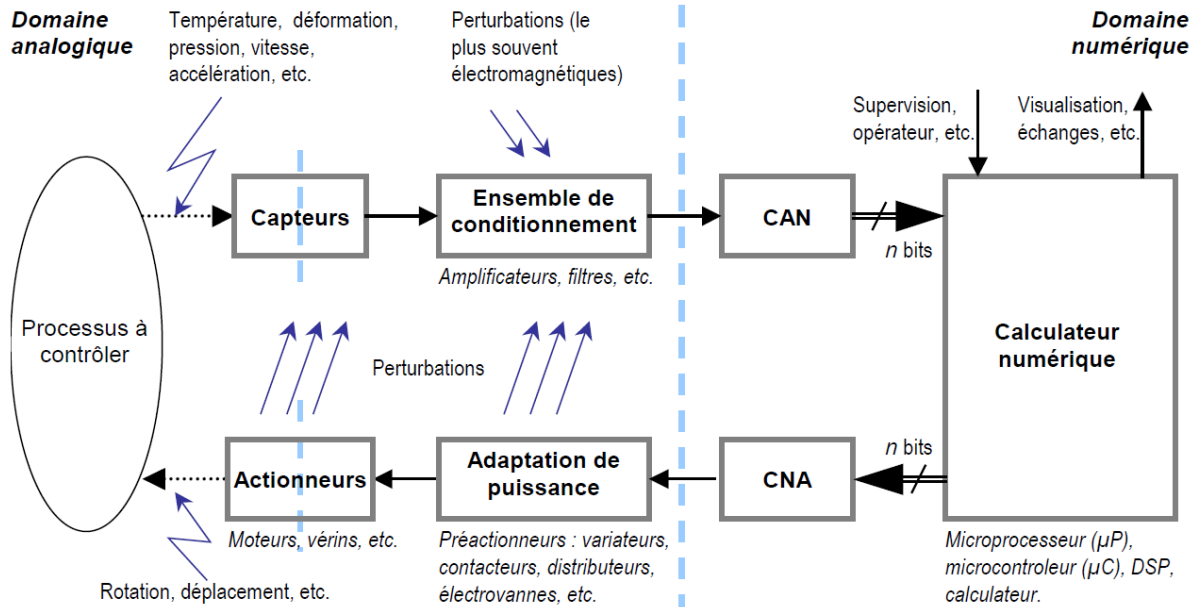 Domaine
analogique
Température, déformation,
pression, vitesse,
accélération, etc.
Perturbations (le
plus souvent
électromagnétiques)
Domaine
numérique
Supervision,
opérateur, etc.
Visualisation,
échanges, etc.
Capteurs
Ensemble de
conditionnement
CAN
n bits
Amplificateurs, filtres, etc.
Processus à
contrôler
Perturbations
Calculateur
numérique
n bits
Actionneurs
Adaptation de
puissance
CNA
Moteurs, vérins, etc.
Préactionneurs : variateurs,
contacteurs, distributeurs,
électrovannes, etc.
Microprocesseur (µP),
microcontroleur (µC), DSP,
calculateur.
Rotation, déplacement, etc.